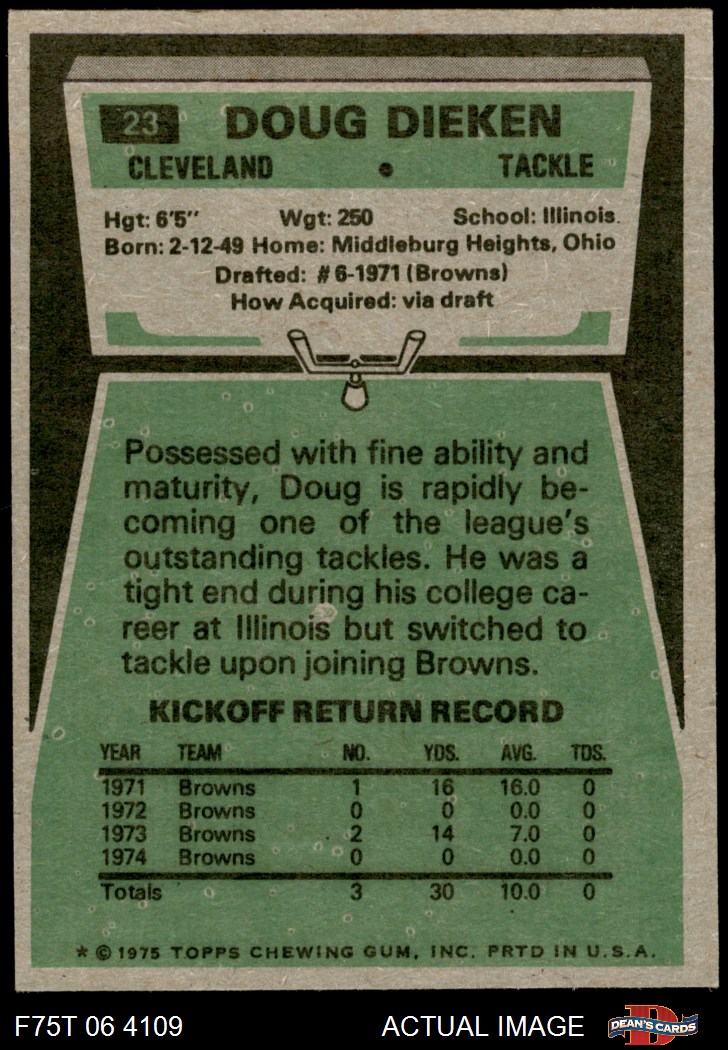 23 DOUG DIEKEN
CLEVELAND • TACKLE
Hgt: 6'5" Wgt: 250 School: Illinois.
Born: 2-12-49 Home: Middleburg Heights, Ohio
Drafted: #6-1971 (Browns)
How Acquired: via draft
Possessed with fine ability and
maturity, Doug is rapidly be-
coming one of the league's
outstanding tackles. He was a
tight end during his college ca-
reer at Illinois but switched to
tackle upon joining Browns.
KICKOFF RETURN RECORD
YEAR TEAM NO. YDS. AVG. TDS.
1971 Browns 1 16 16.0 0
1972 Browns 0 0 0.0 0
1973 Browns 2 14 7.0 0
1974 Browns 0 0 0.0 0
Totals 3 30 10.0 0
* © 1975 TOPPS CHEWING GUM, INC. PRTD IN U.S.A.
F75T 06 4109 ACTUAL IMAGE DEAN'S CARDS